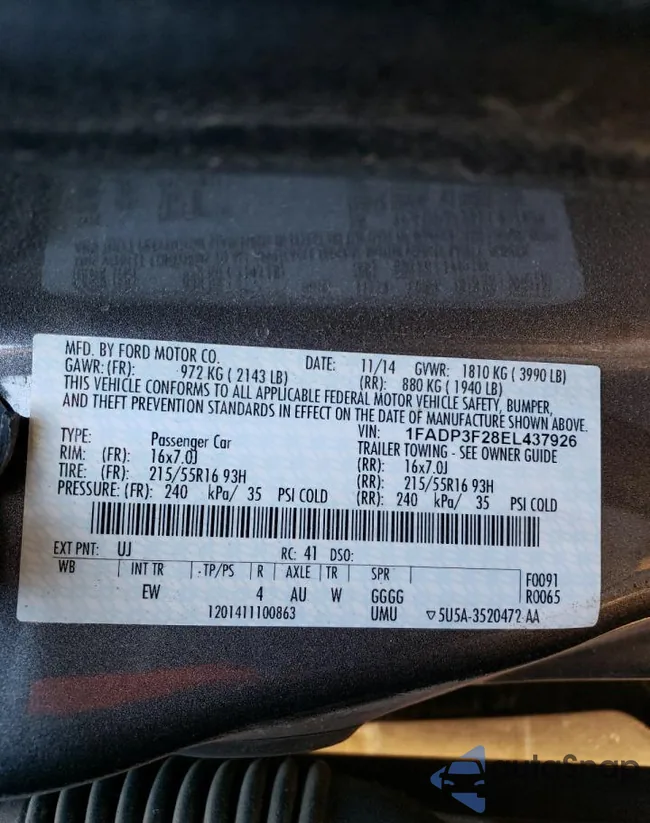 MFD. BY FORD MOTOR CO. DATE: 11/14 GVWR: 1810 KG ( 3990 LB)
GAWR: (FR): 972 KG ( 2143 LB) (RR): 880 KG ( 1940 LB)
THIS VEHICLE CONFORMS TO ALL APPLICABLE FEDERAL MOTOR VEHICLE SAFETY, BUMPER,
AND THEFT PREVENTION STANDARDS IN EFFECT ON THE DATE OF MANUFACTURE SHOWN ABOVE.
VIN: 1FADP3F28EL437926
TYPE: Passenger Car TRAILER TOWING - SEE OWNER GUIDE
RIM: (FR): 16x7.0J (RR): 16x7.0J
TIRE: (FR): 215/55R16 93H (RR): 215/55R16 93H
PRESSURE: (FR): 240 kPa/ 35 PSI COLD (RR): 240 kPa/ 35 PSI COLD
EXT PNT: UJ RC: 41 DSO:
WB INT TR TP/PS R AXLE TR SPR F0091
EW 4 AU W GGGG R0065
1201411100863 UMU ▽5U5A-3520472 AA
autoSnap